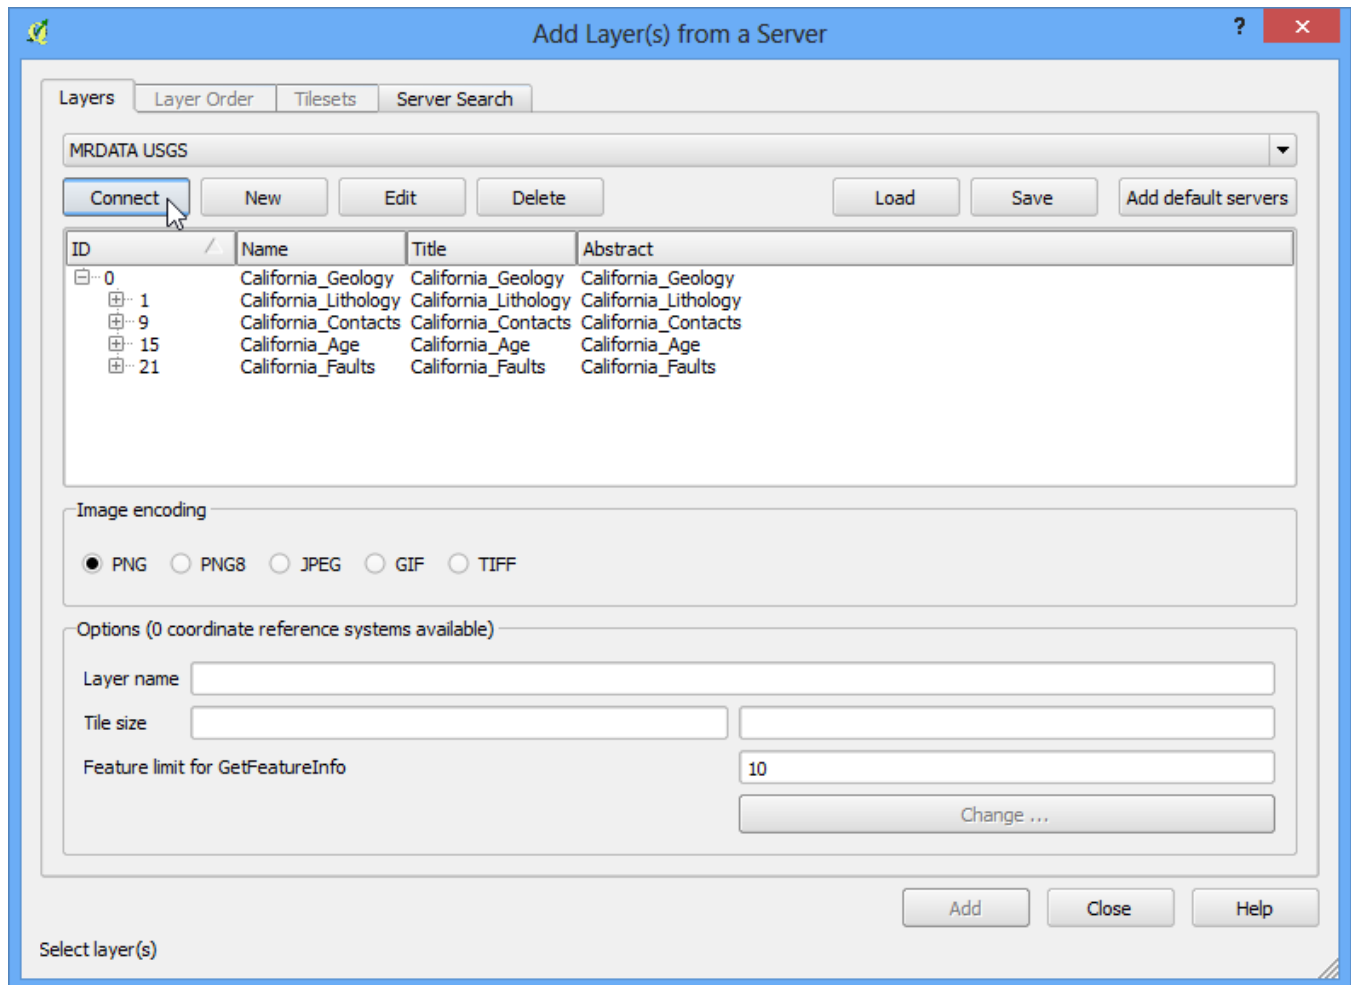 Add Layer(s) from a Server
?
Layers Layer Order Tilesets Server Search
MRDATA USGS
Connect New Edit Delete Load Save Add default servers
ID Name Title Abstract
0 California_Geology California_Geology California_Geology
1 California_Lithology California_Lithology California_Lithology
9 California_Contacts California_Contacts California_Contacts
15 California_Age California_Age California_Age
21 California_Faults California_Faults California_Faults
Image encoding
PNG PNG8 JPEG GIF TIFF
Options (0 coordinate reference systems available)
Layer name
Tile size
Feature limit for GetFeatureInfo 10
Change ...
Add Close Help
Select layer(s)